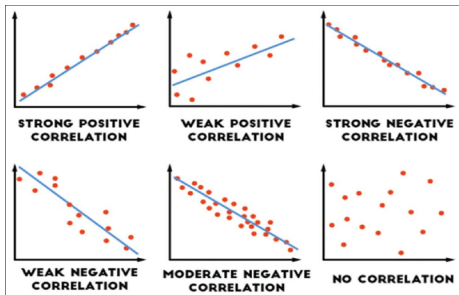 STRONG POSITIVE
CORRELATION
WEAK POSITIVE
CORRELATION
STRONG NEGATIVE
CORRELATION
WEAK NEGATIVE
CORRELATION
MODERATE NEGATIVE
CORRELATION
NO CORRELATION